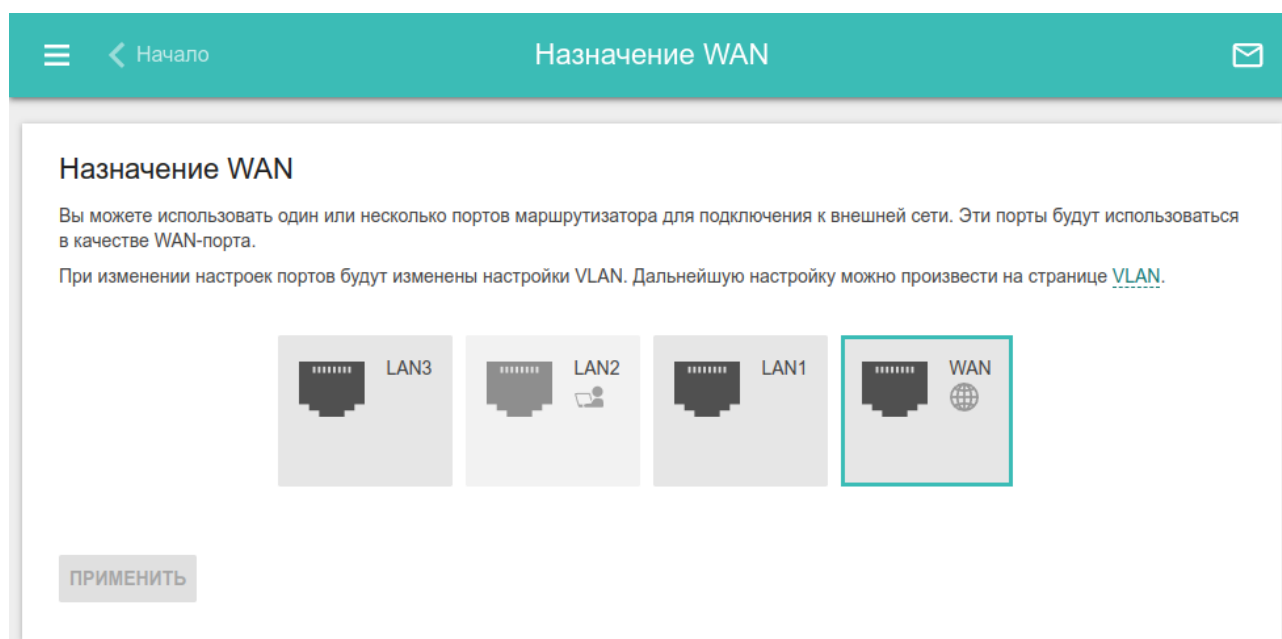 Начало
Назначение WAN
Назначение WAN
Вы можете использовать один или несколько портов маршрутизатора для подключения к внешней сети. Эти порты будут использоваться
в качестве WAN-порта.
При изменении настроек портов будут изменены настройки VLAN. Дальнейшую настройку можно произвести на странице VLAN.
LAN3
LAN2
LAN1
WAN
ПРИМЕНИТЬ